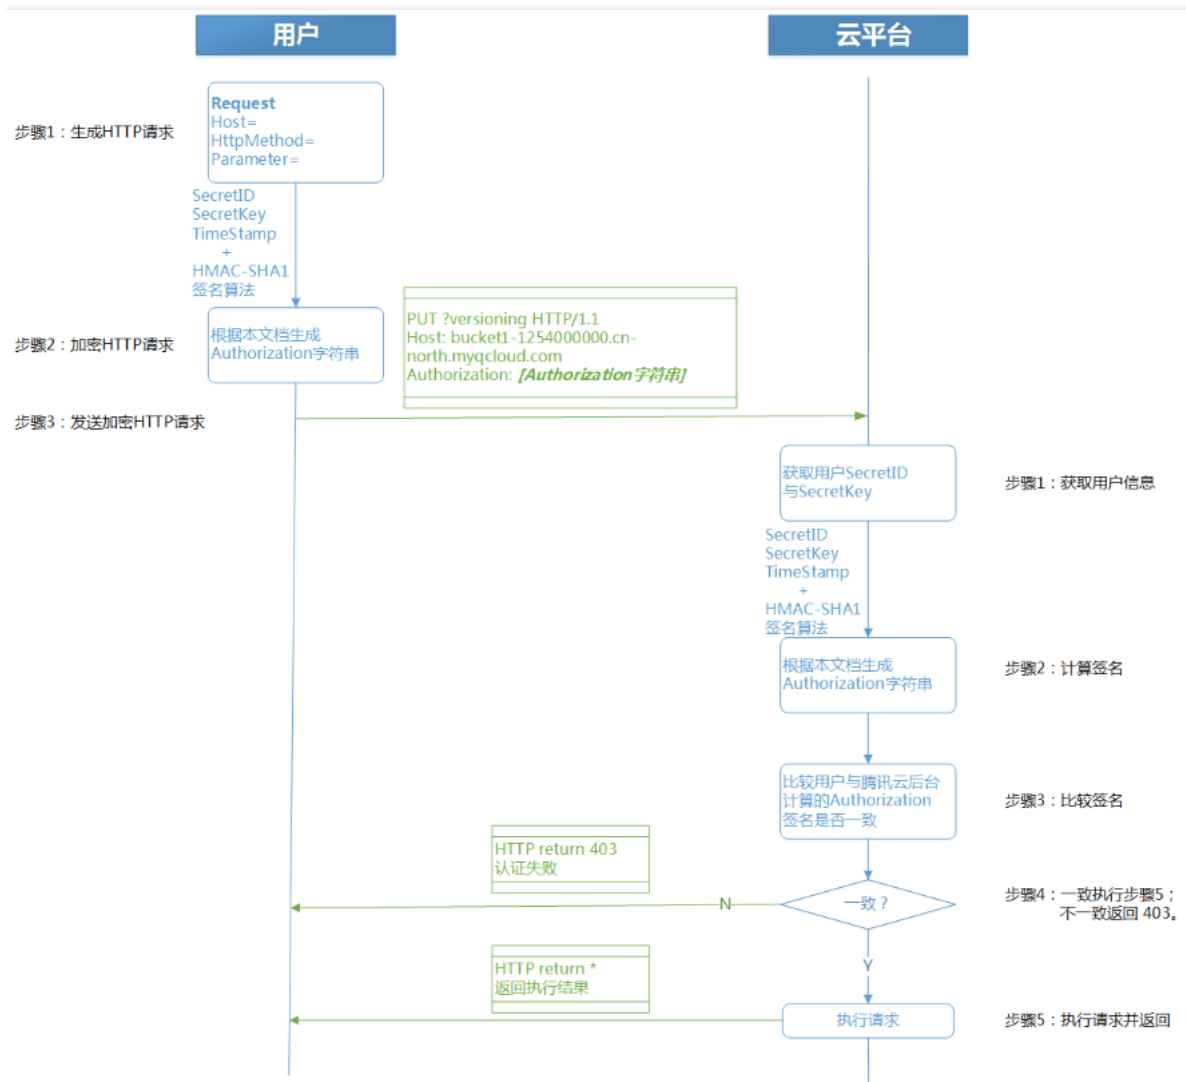 用户
云平台
Request
Host=
HttpMethod=
Parameter=
步骤1：生成HTTP请求
SecretID
SecretKey
TimeStamp
+
HMAC-SHA1
签名算法
根据本文档生成
Authorization字符串
步骤2：加密HTTP请求
PUT ?versioning HTTP/1.1
Host: bucket1-1254000000.cn-
north.myqcloud.com
Authorization: [Authorization字符串]
步骤3：发送加密HTTP请求
获取用户SecretID
与SecretKey
步骤1：获取用户信息
SecretID
SecretKey
TimeStamp
+
HMAC-SHA1
签名算法
根据本文档生成
Authorization字符串
步骤2：计算签名
比较用户与腾讯云后台
计算的Authorization
签名是否一致
步骤3：比较签名
HTTP return 403
认证失败
N
一致？
步骤4：一致执行步骤5；
不一致返回 403。
Y
HTTP return *
返回执行结果
执行请求
步骤5：执行请求并返回